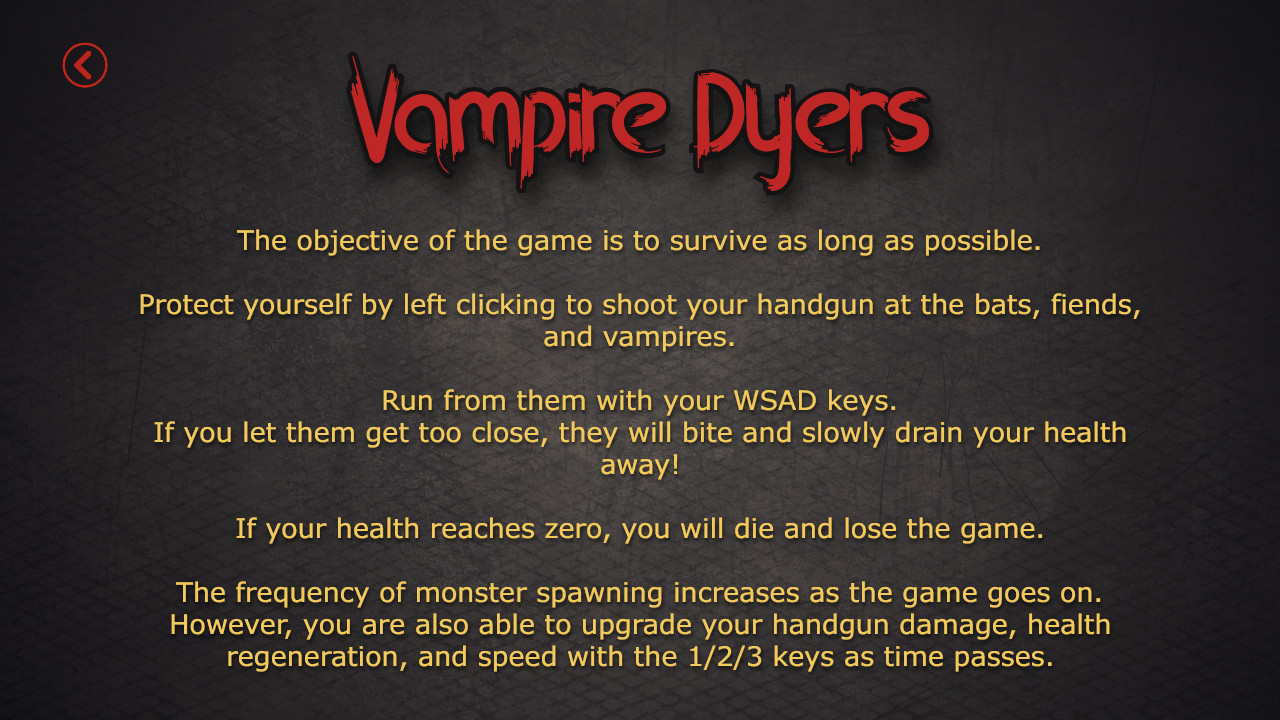 Vampire Dyers
The objective of the game is to survive as long as possible.
Protect yourself by left clicking to shoot your handgun at the bats, fiends,
and vampires.
Run from them with your WSAD keys.
If you let them get too close, they will bite and slowly drain your health
away!
If your health reaches zero, you will die and lose the game.
The frequency of monster spawning increases as the game goes on.
However, you are also able to upgrade your handgun damage, health
regeneration, and speed with the 1/2/3 keys as time passes.